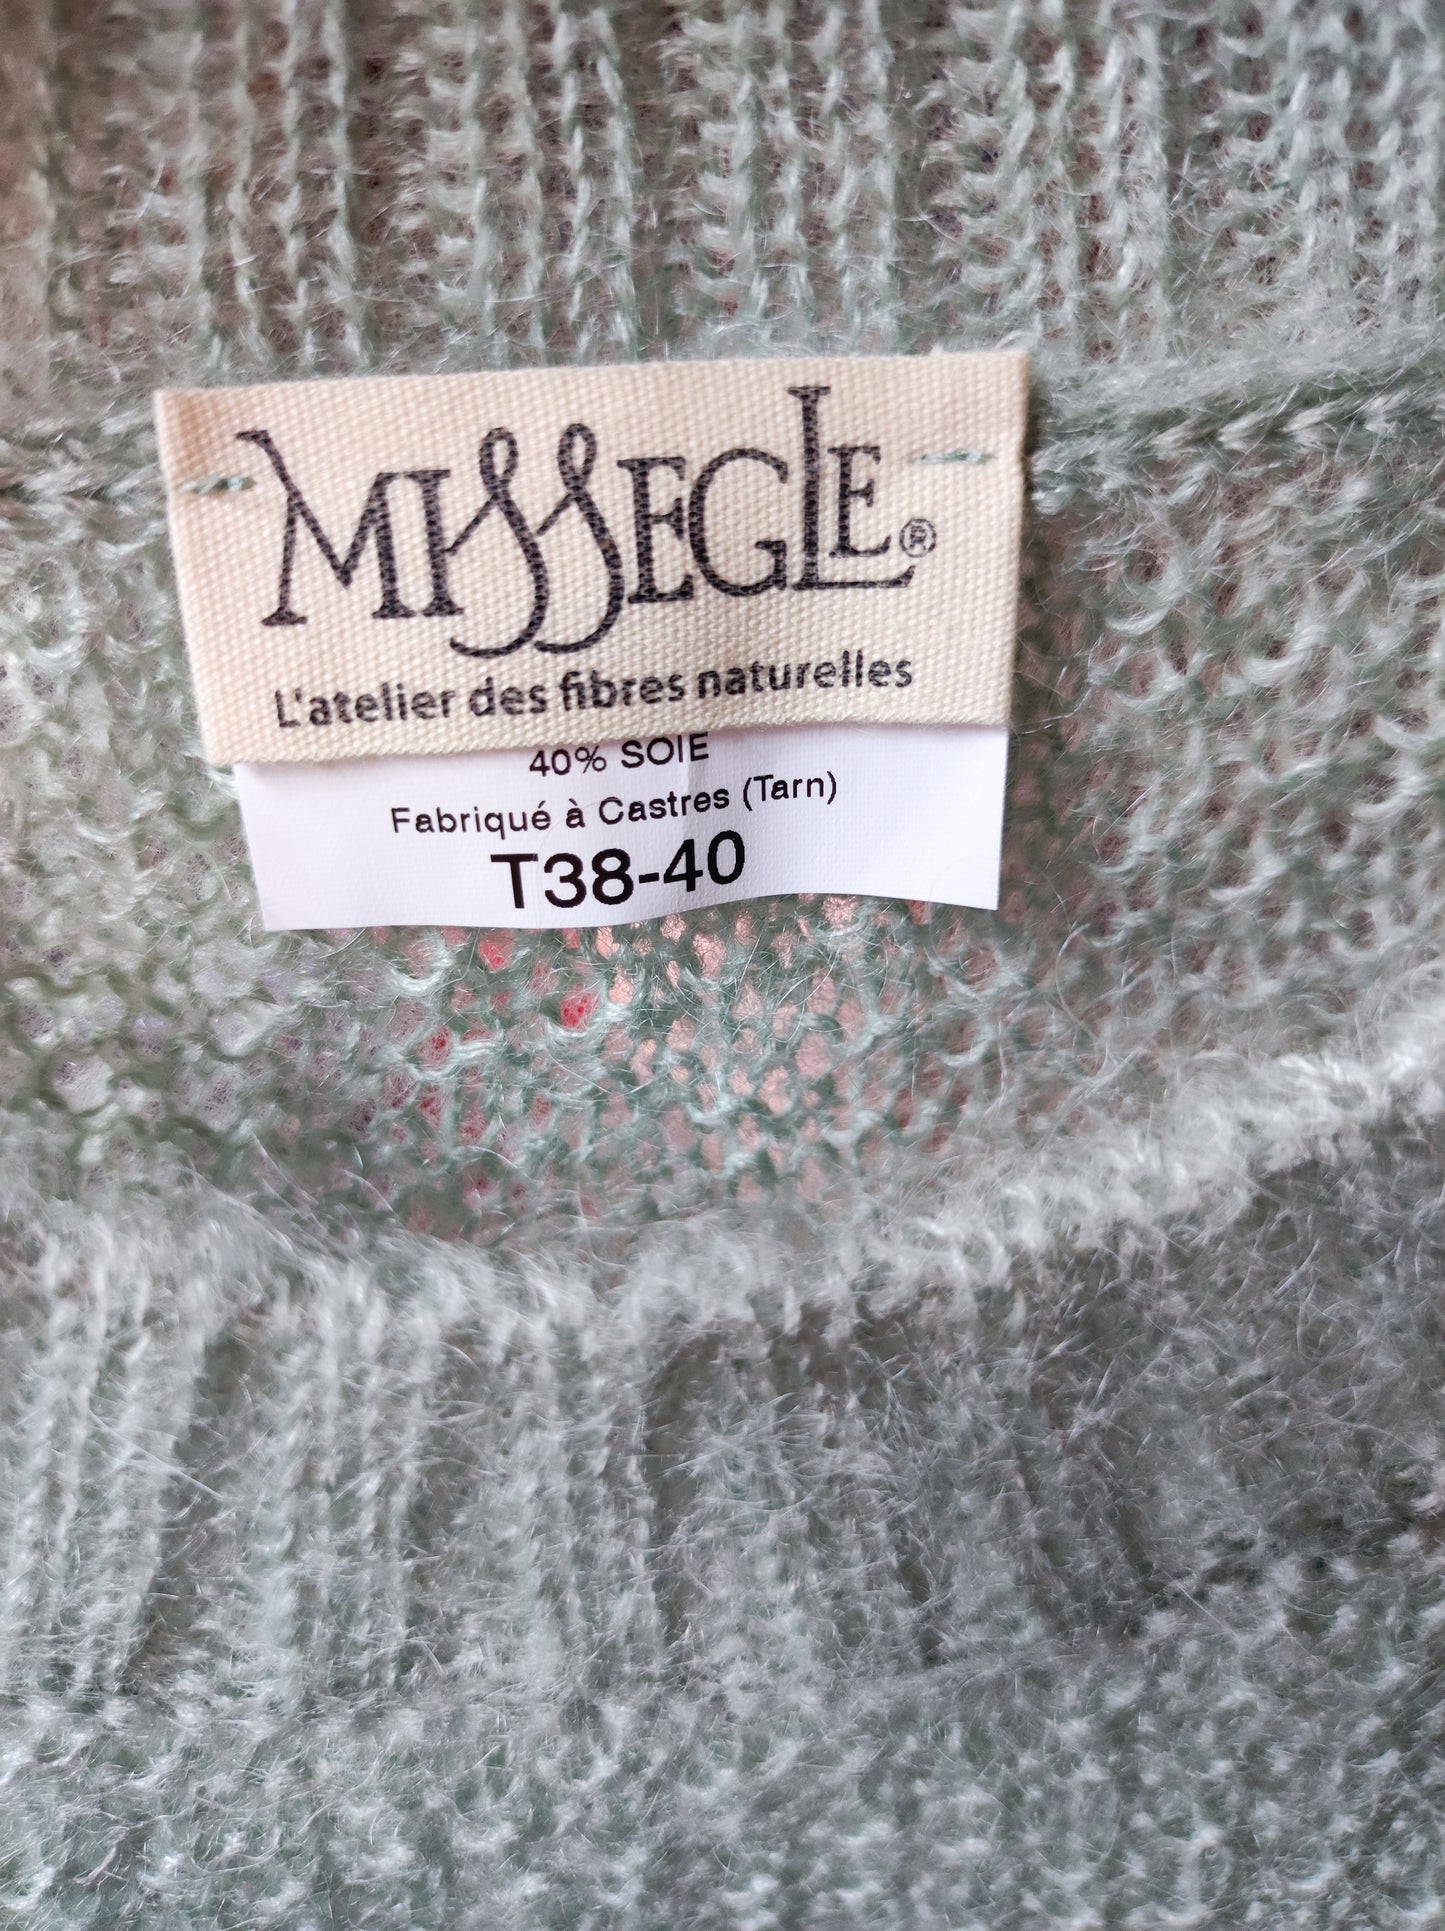 MISSEGLE®
L'atelier des fibres naturelles
40% SOIE
Fabriqué à Castres (Tarn)
T38-40